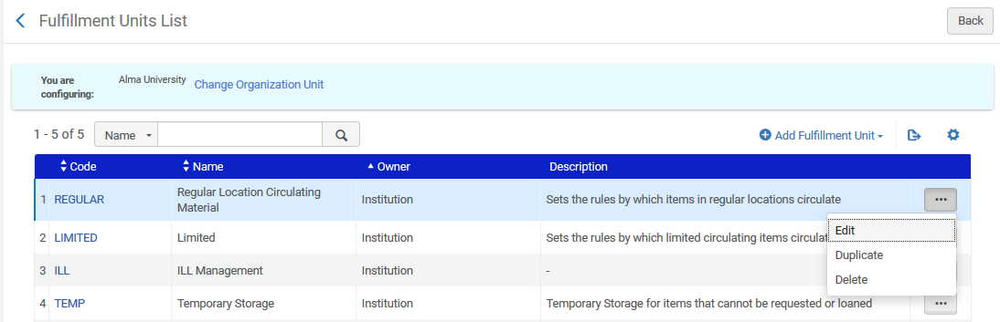 Fulfillment Units List
Back
You are
configuring:
Alma University
Change Organization Unit
1 - 5 of 5
Name
Add Fulfillment Unit
Code
Name
Owner
Description
1 REGULAR
Regular Location Circulating
Material
Institution
Sets the rules by which items in regular locations circulate
2 LIMITED
Limited
Institution
Sets the rules by which limited circulating items
Edit
Duplicate
Delete
3 ILL
ILL Management
Institution
-
4 TEMP
Temporary Storage
Institution
Temporary Storage for items that cannot be requested or loaned